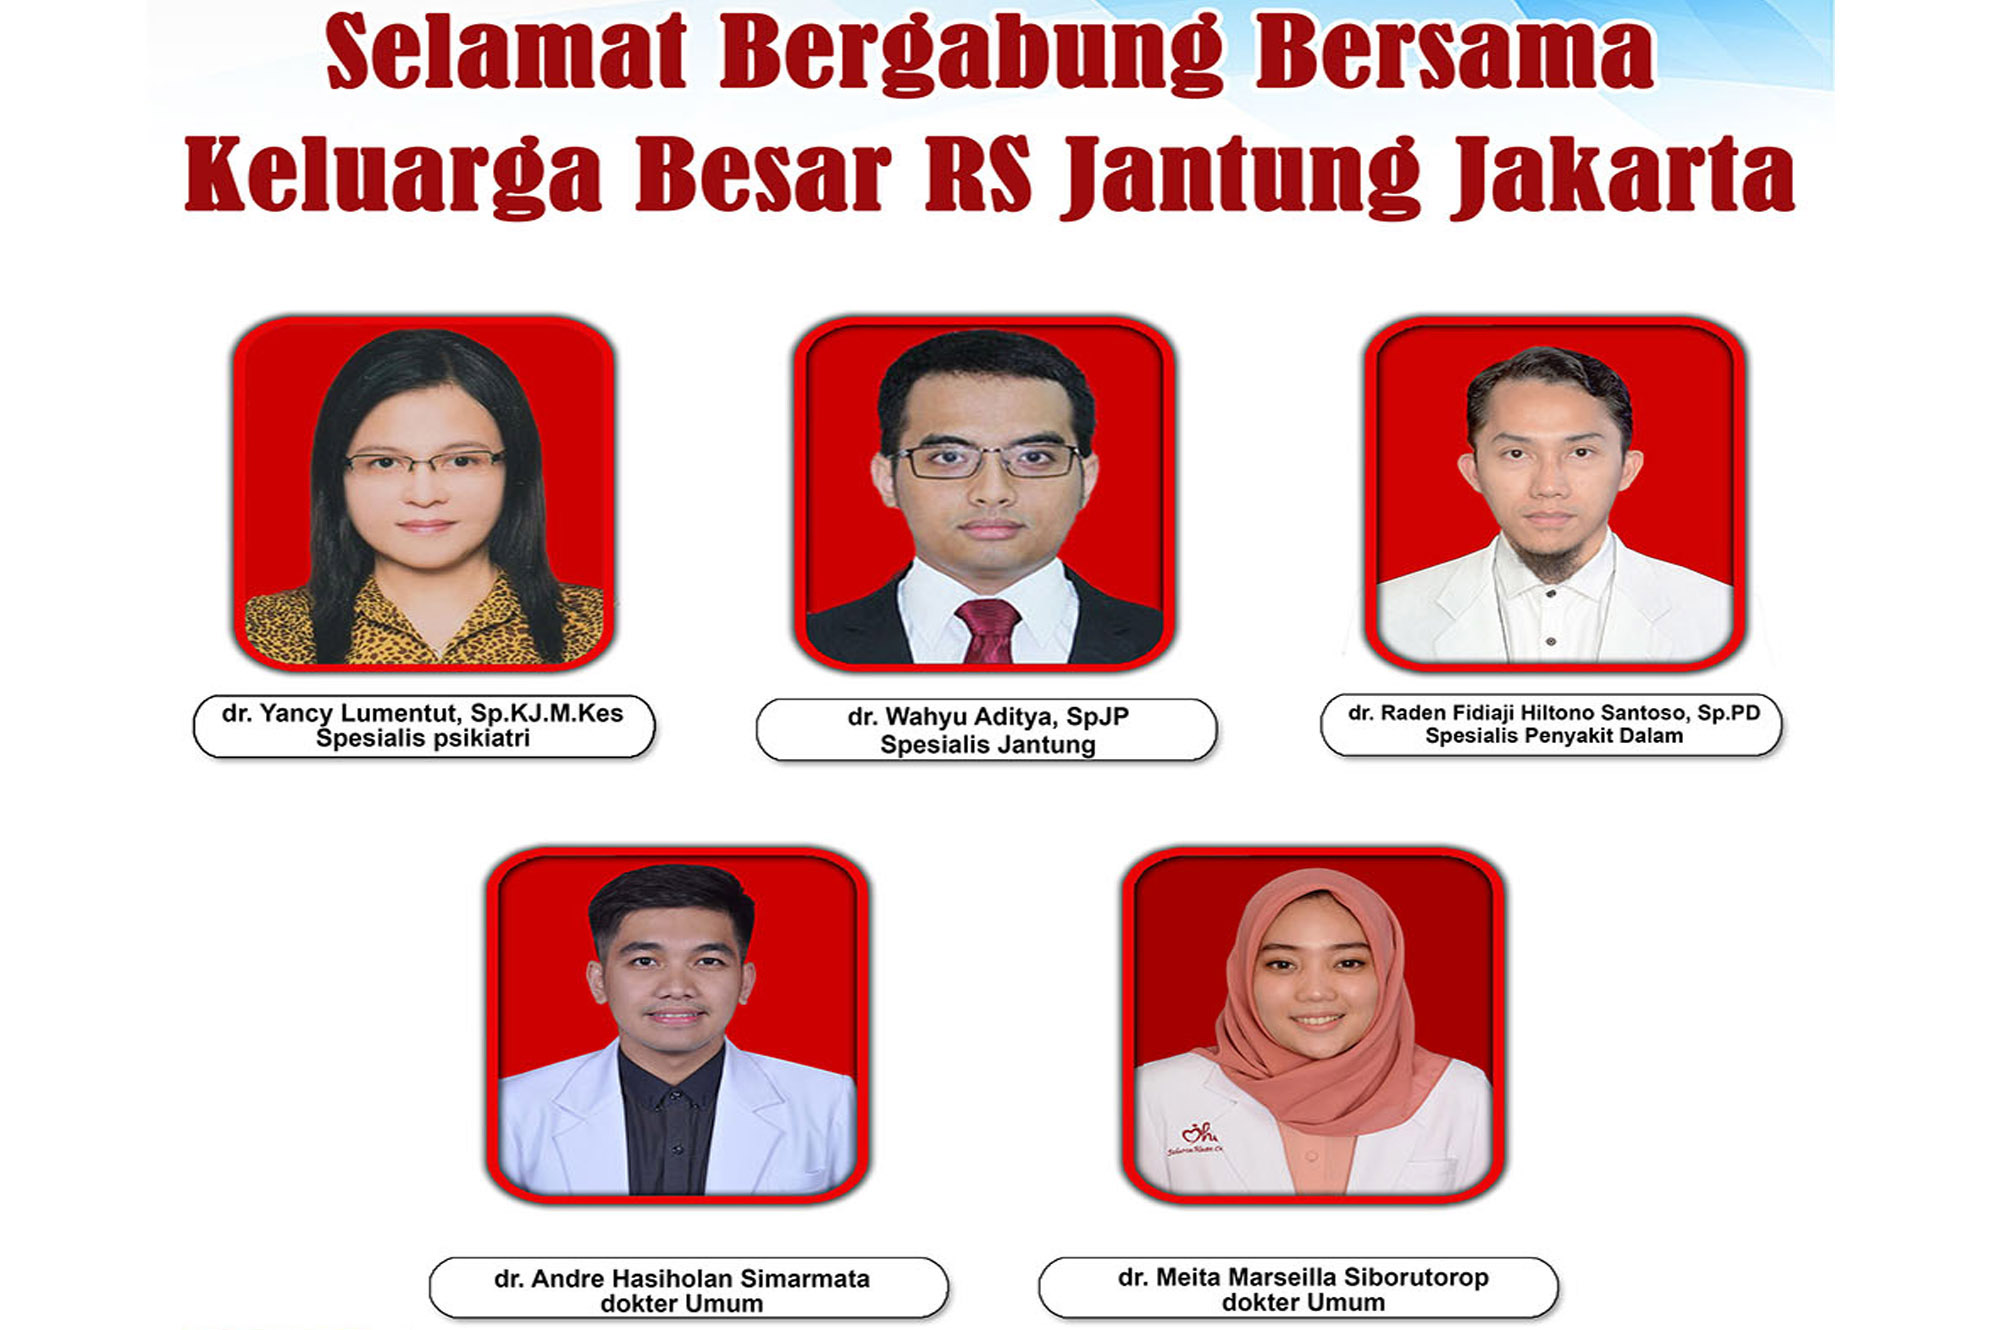 Selamat Bergabung Bersama
Keluarga Besar RS Jantung Jakarta
dr. Yancy Lumentut, Sp.KJ.M.Kes
Spesialis psikiatri
dr. Wahyu Aditya, SpJP
Spesialis Jantung
dr. Raden Fidiaji Hiltono Santoso, Sp.PD
Spesialis Penyakit Dalam
dr. Andre Hasiholan Simarmata
dokter Umum
dr. Meita Marseilla Siborutorop
dokter Umum